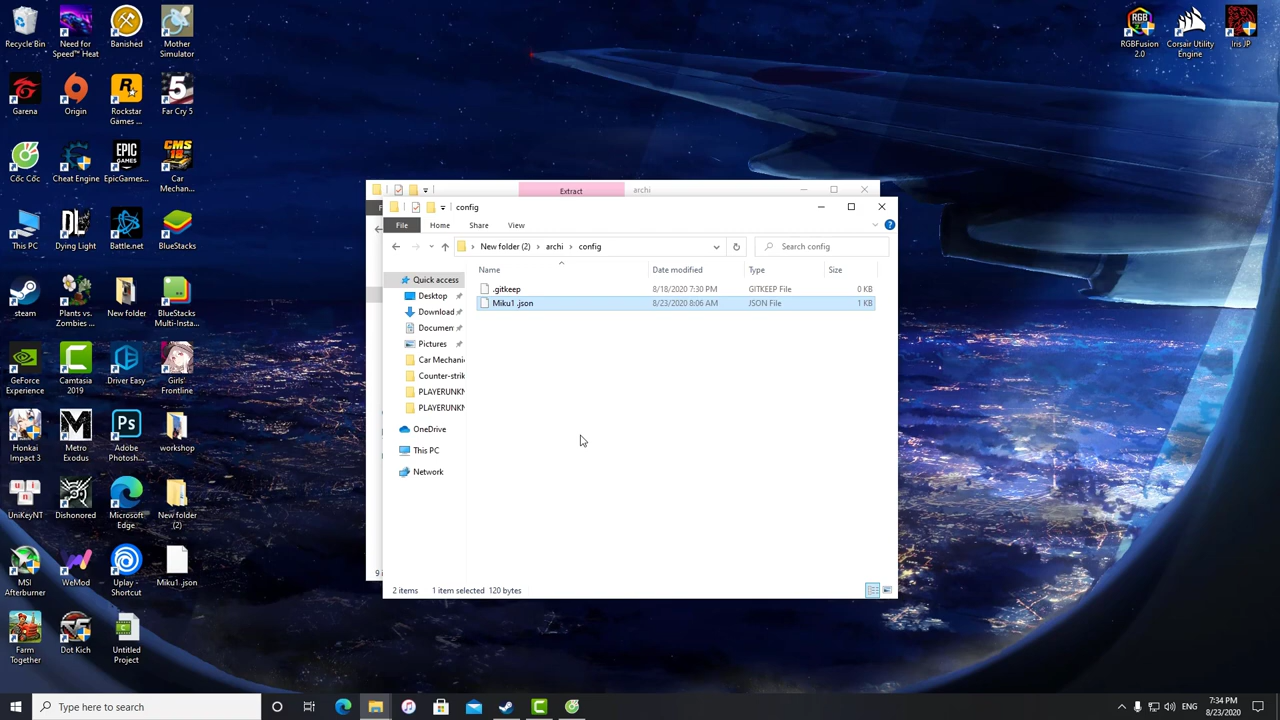 Recycle Bin
Need for
Speed™ Heat
Banished
Mother
Simulator
RGBFusion
2.0
Corsair Utility
Engine
Iris JP
Garena
Origin
Rockstar
Games ...
Far Cry 5
Cốc Cốc
Cheat Engine
EpicGames...
Car
Mechan...
This PC
Dying Light
Battle.net
BlueStacks
steam
Plants vs.
Zombies ...
New folder
BlueStacks
Multi-Insta...
GeForce
Experience
Camtasia
2019
Driver Easy
Girls'
Frontline
Honkai
Impact 3
Metro
Exodus
Adobe
Photosh...
workshop
UniKeyNT
Dishonored
Microsoft
Edge
New folder
(2)
MSI
Afterburner
WeMod
Uplay -
Shortcut
Miku1 .json
Farm
Together
Dot Kich
Untitled
Project
Extract
archi
config
File
Home
Share
View
New folder (2) > archi > config
Search config
Name
Date modified
Type
Size
.gitkeep 8/18/2020 7:30 PM GITKEEP File 0 KB
Miku1 .json 8/23/2020 8:06 AM JSON File 1 KB
Quick access
Desktop
Download
Documen
Pictures
Car Mechani
Counter-strik
PLAYERUNKN
PLAYERUNKN
OneDrive
This PC
Network
2 items 1 item selected 120 bytes
Type here to search
ENG
7:34 PM
8/23/2020